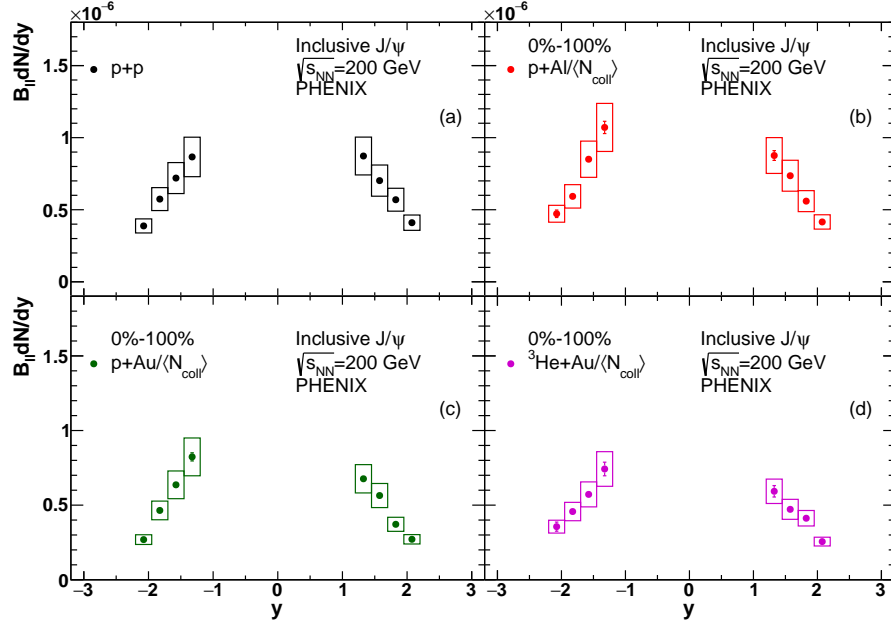 ×10⁻⁶
×10⁻⁶
B_ll dN/dy
1.5
1
0.5
0
p+p
Inclusive J/ψ
√s_NN=200 GeV
PHENIX
(a)
0%-100%
p+Al/⟨N_coll⟩
Inclusive J/ψ
√s_NN=200 GeV
PHENIX
(b)
B_ll dN/dy
1.5
1
0.5
0
0%-100%
p+Au/⟨N_coll⟩
Inclusive J/ψ
√s_NN=200 GeV
PHENIX
(c)
0%-100%
³He+Au/⟨N_coll⟩
Inclusive J/ψ
√s_NN=200 GeV
PHENIX
(d)
−3 −2 −1 0 1 2 3
−2 −1 0 1 2 3
y
y